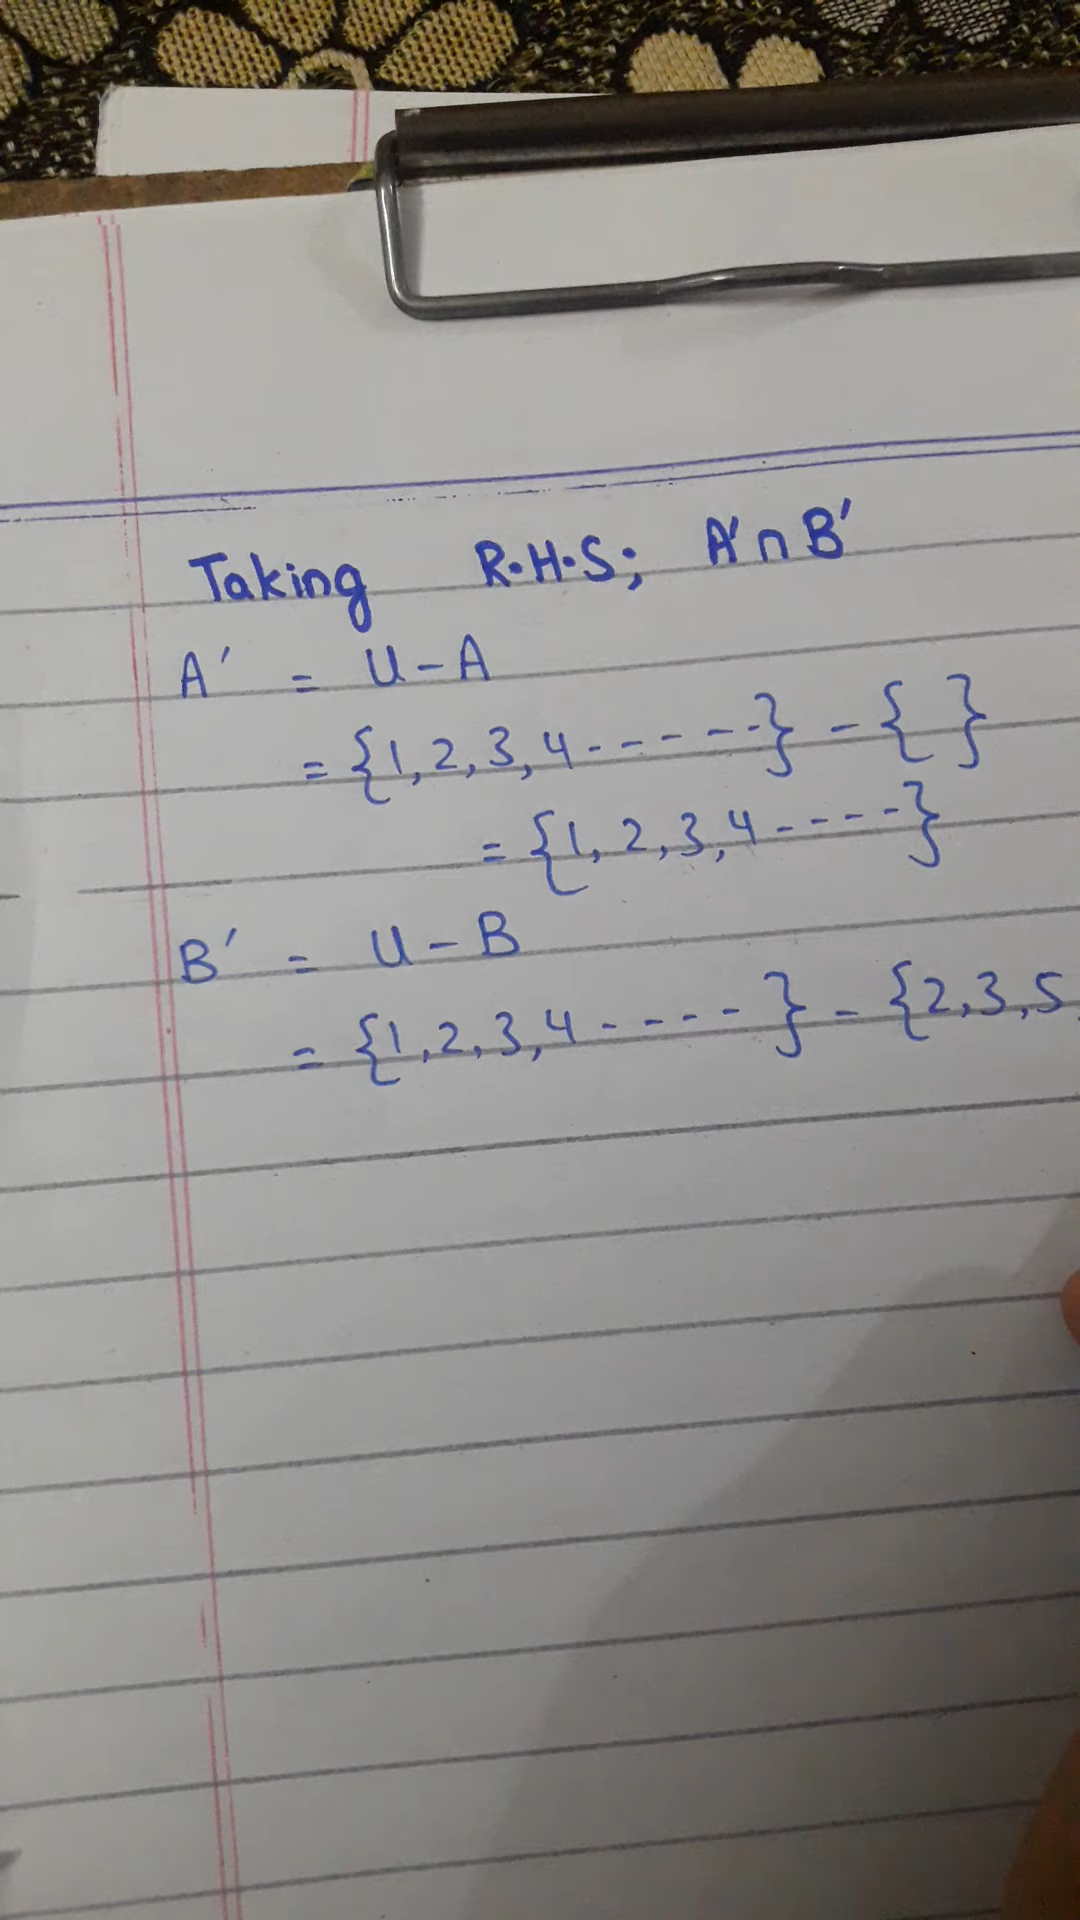 Taking R.H.S; A'∩B'
A' = U-A
= {1,2,3,4------} - { }
= {1,2,3,4----}
B' = U-B
= {1,2,3,4----} - {2,3,5,